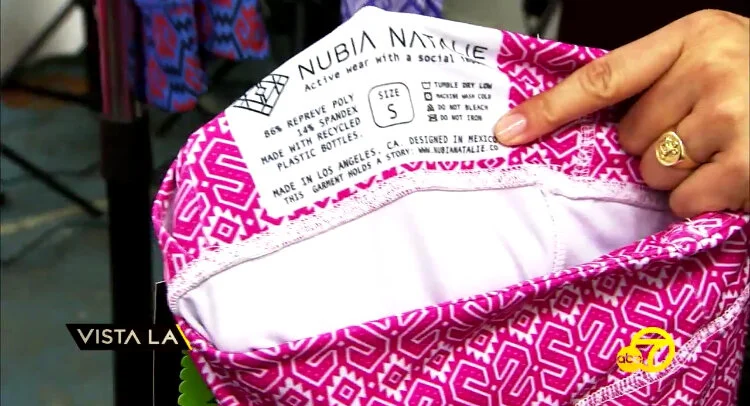 NUBIA NATALIE
Active wear with a social
86% REPREVE POLY
14% SPANDEX
MADE WITH RECYCLED
PLASTIC BOTTLES.
SIZE
S
TUMBLE DRY LOW
MACHINE WASH COLD
DO NOT BLEACH
DO NOT IRON
MADE IN LOS ANGELES, CA. DESIGNED IN MEXICO
THIS GARMENT HOLDS A STORY: WWW.NUBIANATALIE.CO
VISTA LA
abc 7